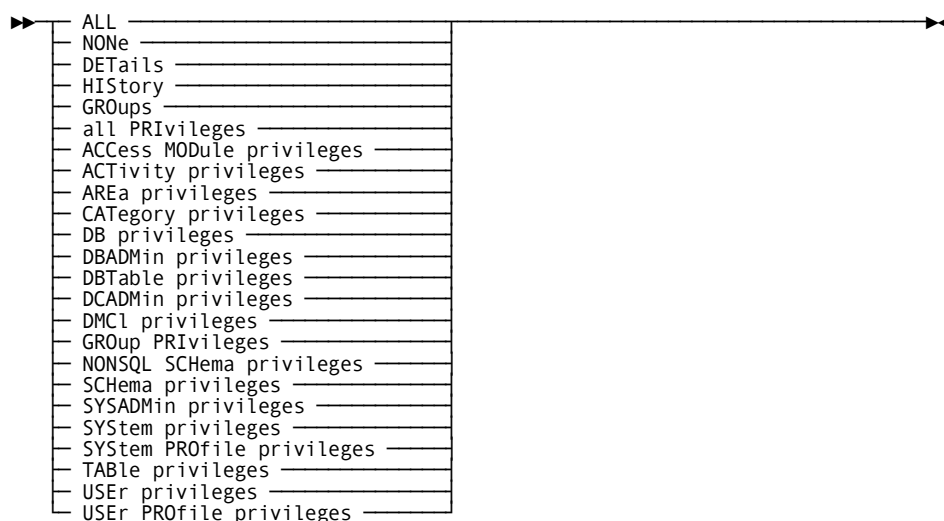 ALL
NONe
DETails
HIStory
GROups
all PRIvileges
ACCess MODule privileges
ACTivity privileges
AREa privileges
CATegory privileges
DB privileges
DBADMin privileges
DBTable privileges
DCADMin privileges
DMCl privileges
GROup PRIvileges
NONSQL SCHema privileges
SCHema privileges
SYSADMin privileges
SYStem privileges
SYStem PROfile privileges
TABle privileges
USEr privileges
USEr PROfile privileges